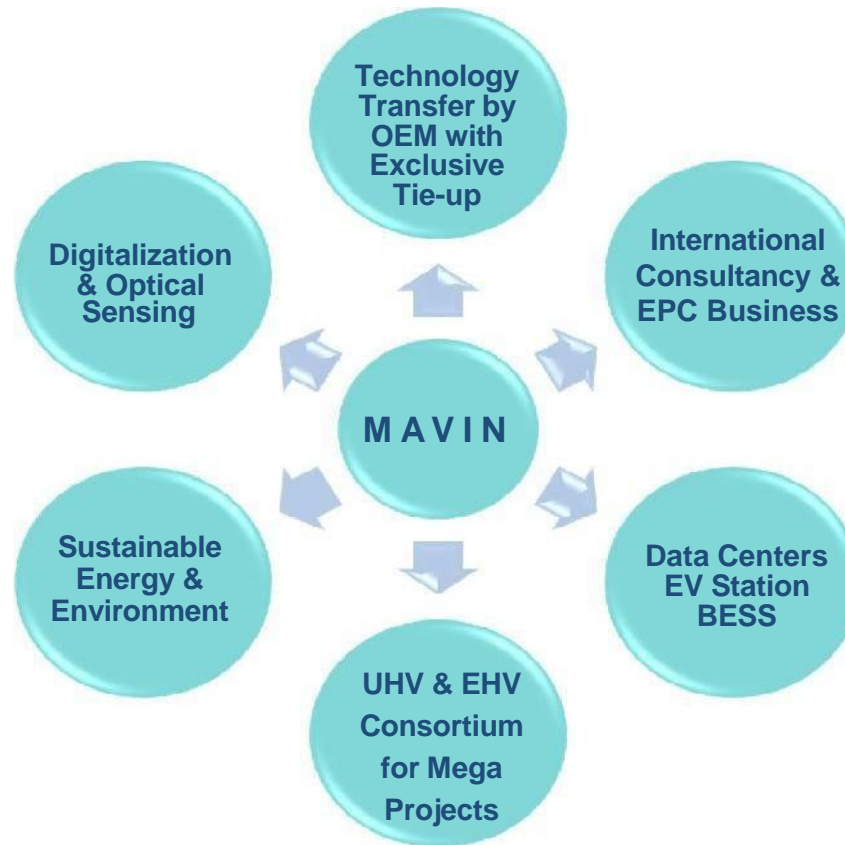 Technology
Transfer by
OEM with
Exclusive
Tie-up
International
Consultancy &
EPC Business
Data Centers
EV Station
BESS
UHV & EHV
Consortium
for Mega
Projects
Sustainable
Energy &
Environment
Digitalization
& Optical
Sensing
M A V I N